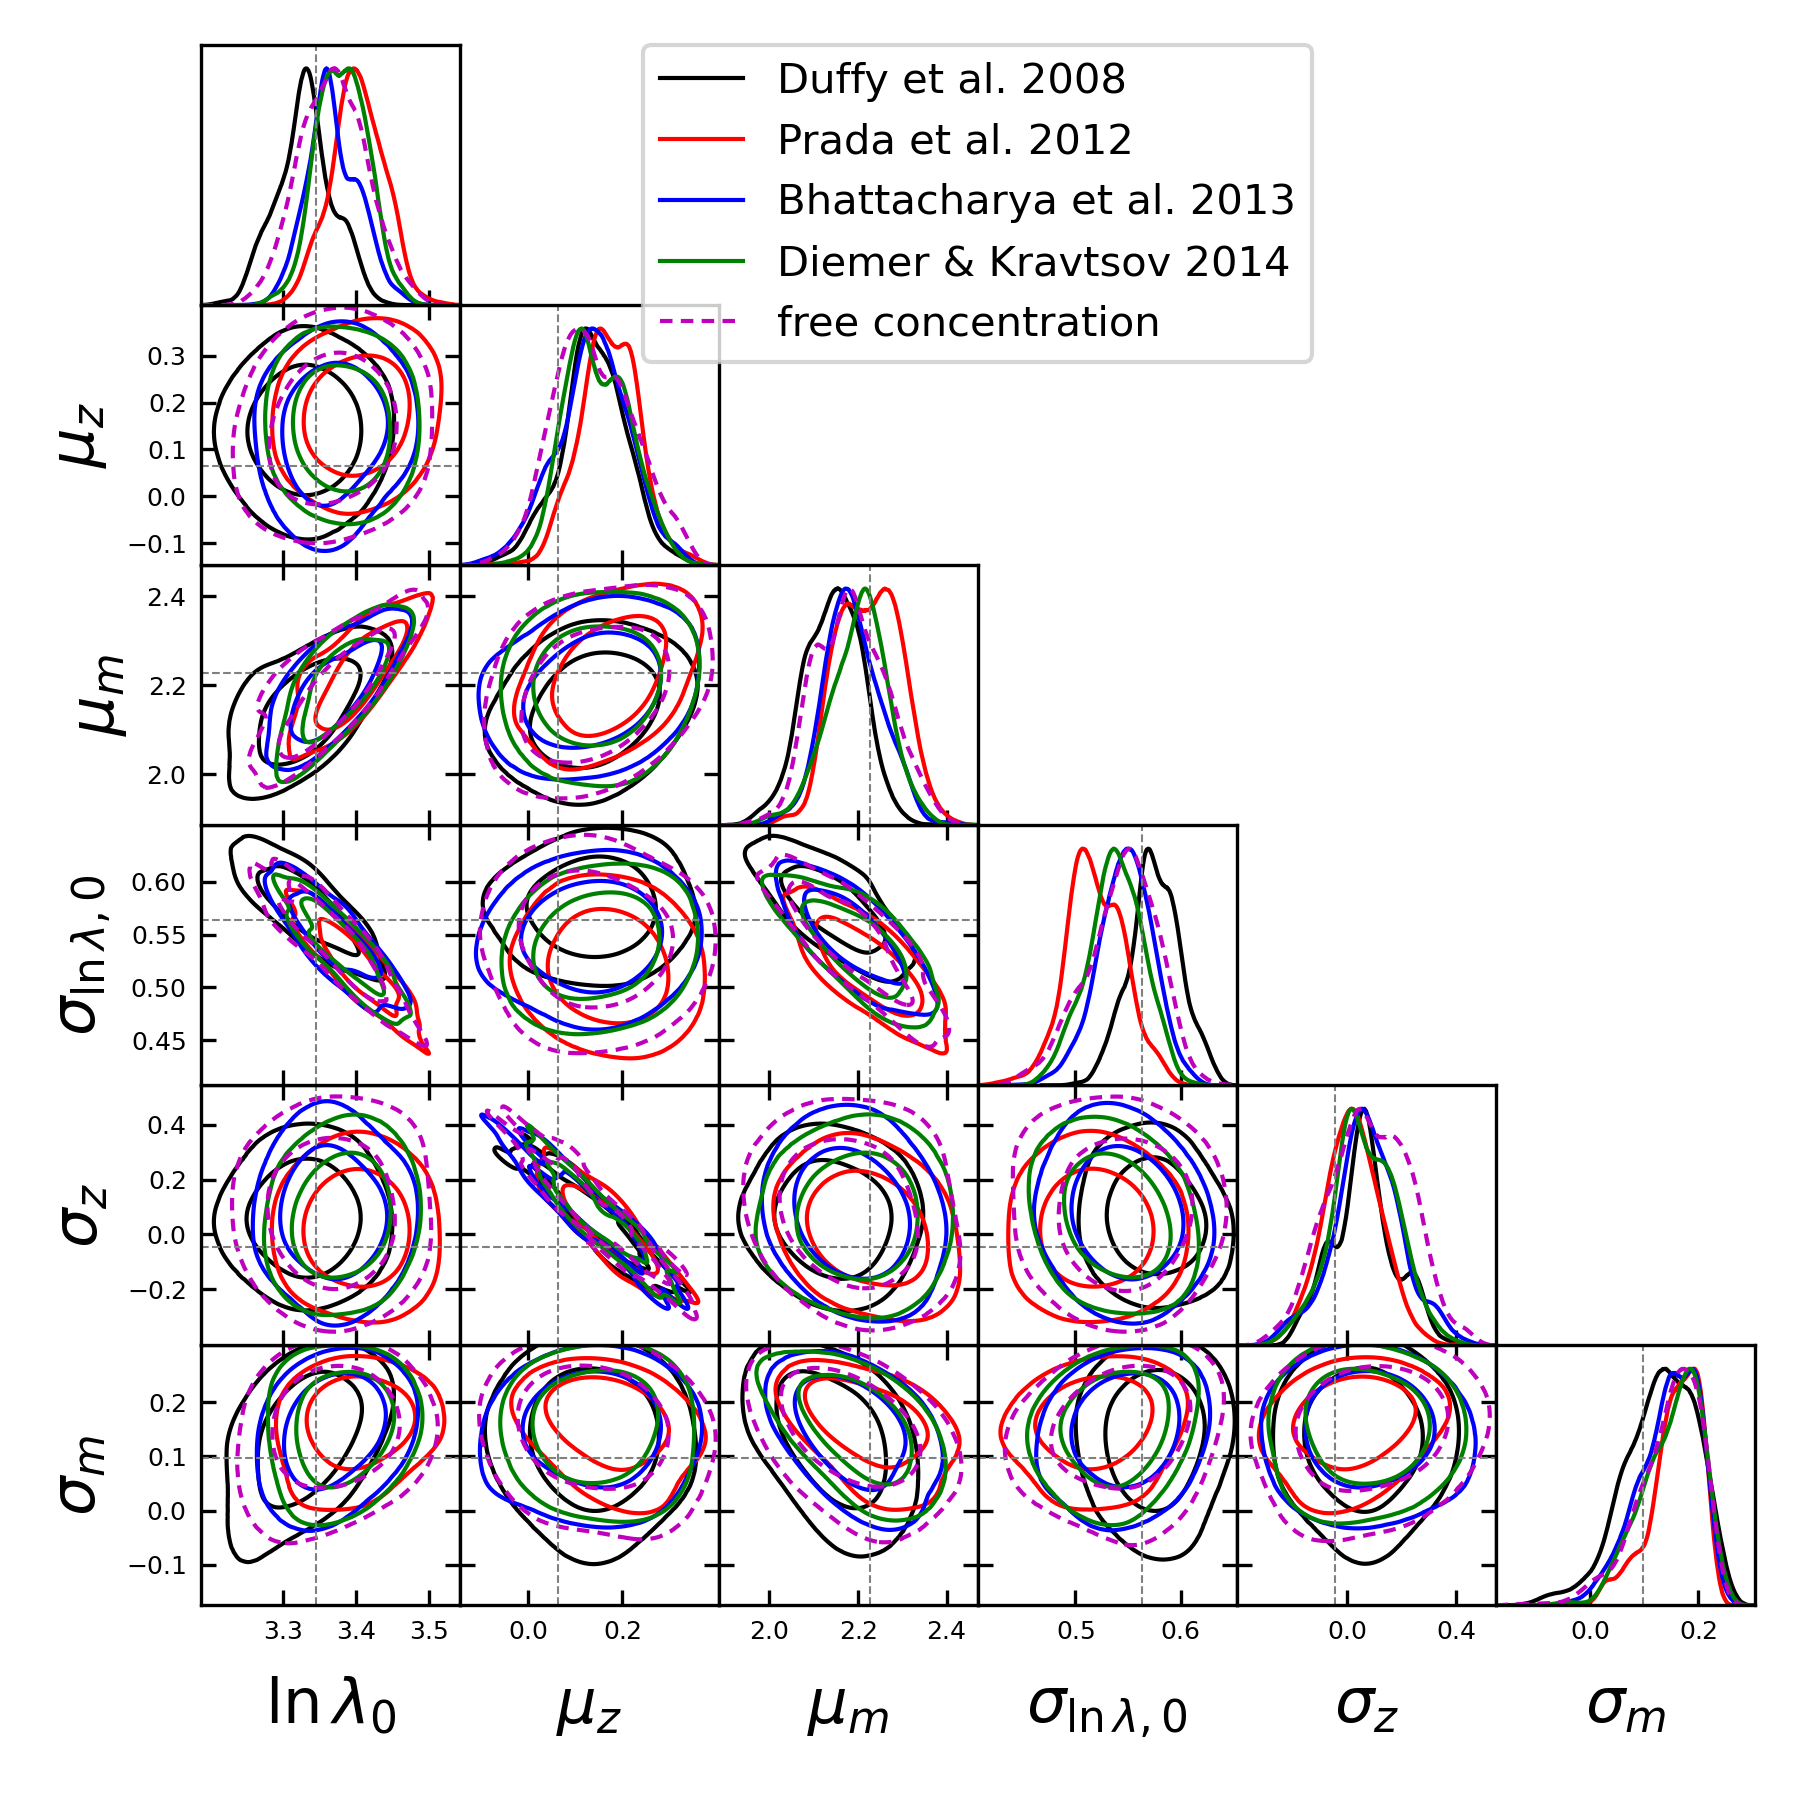 Duffy et al. 2008
Prada et al. 2012
Bhattacharya et al. 2013
Diemer & Kravtsov 2014
free concentration
μz
0.3
0.2
0.1
0.0
−0.1
μm
2.4
2.2
2.0
σln λ, 0
0.60
0.55
0.50
0.45
σz
0.4
0.2
0.0
−0.2
σm
0.2
0.1
0.0
−0.1
3.3 3.4 3.5 0.0 0.2 2.0 2.2 2.4 0.5 0.6 0.0 0.4 0.0 0.2
ln λ0 μz μm σln λ, 0 σz σm